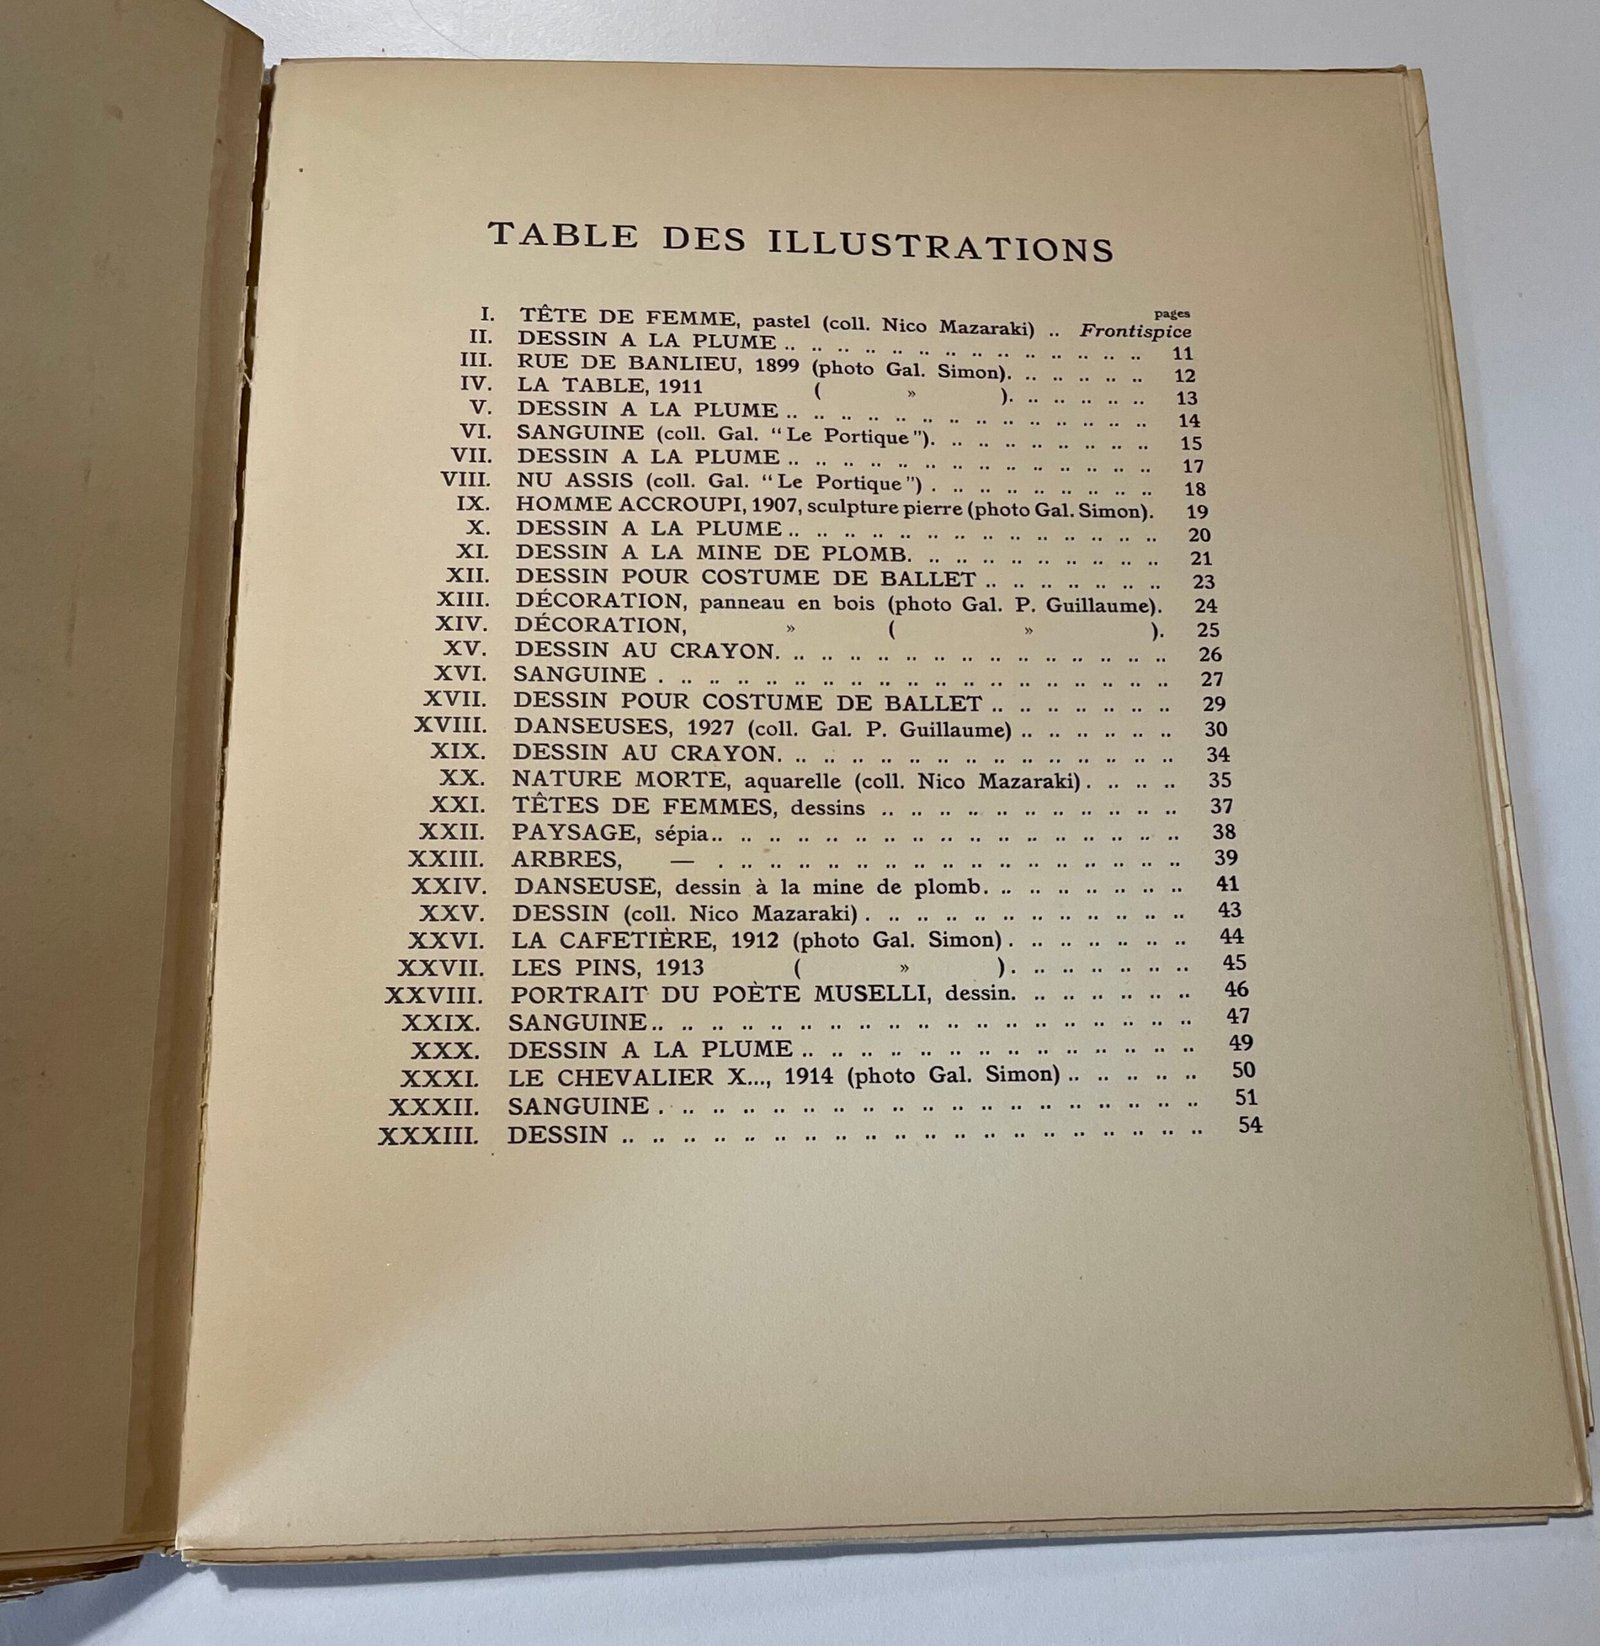 TABLE DES ILLUSTRATIONS
pages
I. TÊTE DE FEMME, pastel (coll. Nico Mazaraki) .. Frontispice
II. DESSIN A LA PLUME .. .. .. .. .. .. .. .. .. .. .. .. .. 11
III. RUE DE BANLIEU, 1899 (photo Gal. Simon). .. .. .. .. .. 12
IV. LA TABLE, 1911 ( » ). .. .. .. .. .. 13
V. DESSIN A LA PLUME .. .. .. .. .. .. .. .. .. .. .. .. .. 14
VI. SANGUINE (coll. Gal. “Le Portique”). .. .. .. .. .. .. .. .. 15
VII. DESSIN A LA PLUME .. .. .. .. .. .. .. .. .. .. .. .. .. 17
VIII. NU ASSIS (coll. Gal. “Le Portique”) . .. .. .. .. .. .. .. .. 18
IX. HOMME ACCROUPI, 1907, sculpture pierre (photo Gal. Simon). 19
X. DESSIN A LA PLUME .. .. .. .. .. .. .. .. .. .. .. .. .. 20
XI. DESSIN A LA MINE DE PLOMB. .. .. .. .. .. .. .. .. .. 21
XII. DESSIN POUR COSTUME DE BALLET .. .. .. .. .. .. .. 23
XIII. DÉCORATION, panneau en bois (photo Gal. P. Guillaume). 24
XIV. DÉCORATION, » ( » ). 25
XV. DESSIN AU CRAYON. .. .. .. .. .. .. .. .. .. .. .. .. .. 26
XVI. SANGUINE . .. .. .. .. .. .. .. .. .. .. .. .. .. .. .. .. .. 27
XVII. DESSIN POUR COSTUME DE BALLET .. .. .. .. .. .. .. 29
XVIII. DANSEUSES, 1927 (coll. Gal. P. Guillaume) .. .. .. .. .. .. 30
XIX. DESSIN AU CRAYON. .. .. .. .. .. .. .. .. .. .. .. .. .. 34
XX. NATURE MORTE, aquarelle (coll. Nico Mazaraki). .. .. .. 35
XXI. TÊTES DE FEMMES, dessins .. .. .. .. .. .. .. .. .. .. .. 37
XXII. PAYSAGE, sépia.. .. .. .. .. .. .. .. .. .. .. .. .. .. .. .. .. 38
XXIII. ARBRES, — . .. .. .. .. .. .. .. .. .. .. .. .. .. .. .. .. 39
XXIV. DANSEUSE, dessin à la mine de plomb. .. .. .. .. .. .. .. 41
XXV. DESSIN (coll. Nico Mazaraki) . .. .. .. .. .. .. .. .. .. .. .. 43
XXVI. LA CAFETIÈRE, 1912 (photo Gal. Simon) . .. .. .. .. .. .. 44
XXVII. LES PINS, 1913 ( » ). .. .. .. .. .. .. 45
XXVIII. PORTRAIT DU POÈTE MUSELLI, dessin. .. .. .. .. .. .. 46
XXIX. SANGUINE.. .. .. .. .. .. .. .. .. .. .. .. .. .. .. .. .. .. .. 47
XXX. DESSIN A LA PLUME .. .. .. .. .. .. .. .. .. .. .. .. .. .. 49
XXXI. LE CHEVALIER X..., 1914 (photo Gal. Simon) .. .. .. .. .. 50
XXXII. SANGUINE . .. .. .. .. .. .. .. .. .. .. .. .. .. .. .. .. .. .. 51
XXXIII. DESSIN .. .. .. .. .. .. .. .. .. .. .. .. .. .. .. .. .. .. .. .. 54